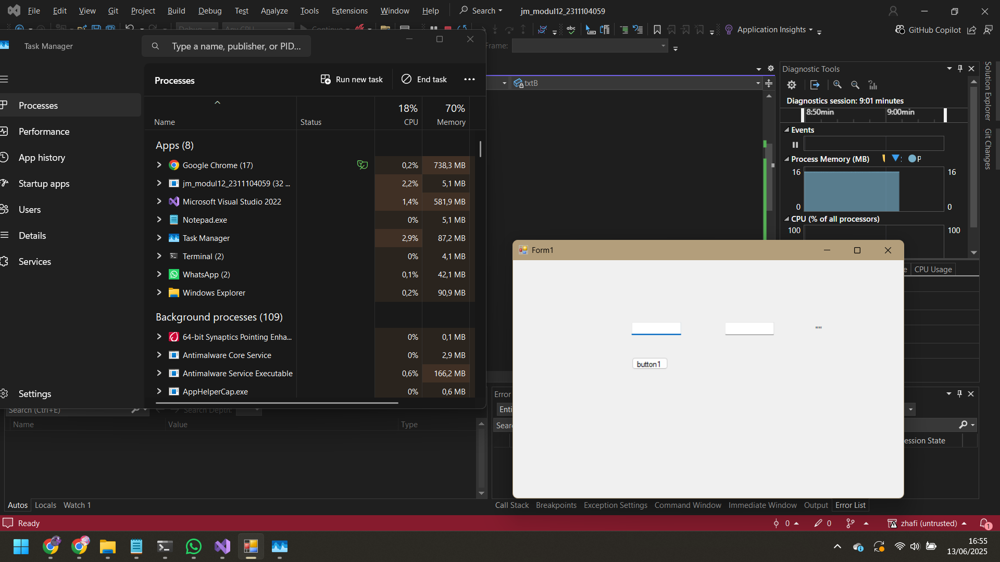 File Edit View Git Project Build Debug Test Analyze Tools Extensions Window Help Search jm_modul12_2311104059
Continue
Application Insights
GitHub Copilot
Task Manager
Type a name, publisher, or PID...
Frame:
Processes
Run new task
End task
txtB
Diagnostic Tools
Solution Explorer
Git Changes
Diagnostics session: 9:01 minutes
8:50min 9:00min
Events
Process Memory (MB)
P
16 16
0 0
CPU (% of all processors)
100 100
CPU Usage
Processes
Performance
App history
Startup apps
Users
Details
Services
Settings
18% 70%
Name Status CPU Memory
Apps (8)
Google Chrome (17) 0,2% 738,3 MB
jm_modul12_2311104059 (32 ... 2,2% 5,1 MB
Microsoft Visual Studio 2022 1,4% 581,9 MB
Notepad.exe 0% 5,1 MB
Task Manager 2,9% 87,2 MB
Terminal (2) 0% 4,1 MB
WhatsApp (2) 0,1% 42,1 MB
Windows Explorer 0,2% 90,9 MB
Background processes (109)
64-bit Synaptics Pointing Enha... 0% 0,1 MB
Antimalware Core Service 0% 2,9 MB
Antimalware Service Executable 0,6% 166,2 MB
AppHelperCap.exe 0% 0,6 MB
Form1
""
button1
Search (Ctrl+E) Search Depth:
Name Value Type
Error
Enti
Sear
ession State
Autos Locals Watch 1
Call Stack Breakpoints Exception Settings Command Window Immediate Window Output Error List
Ready
0 0 zhafi (untrusted) 1
16:55
13/06/2025